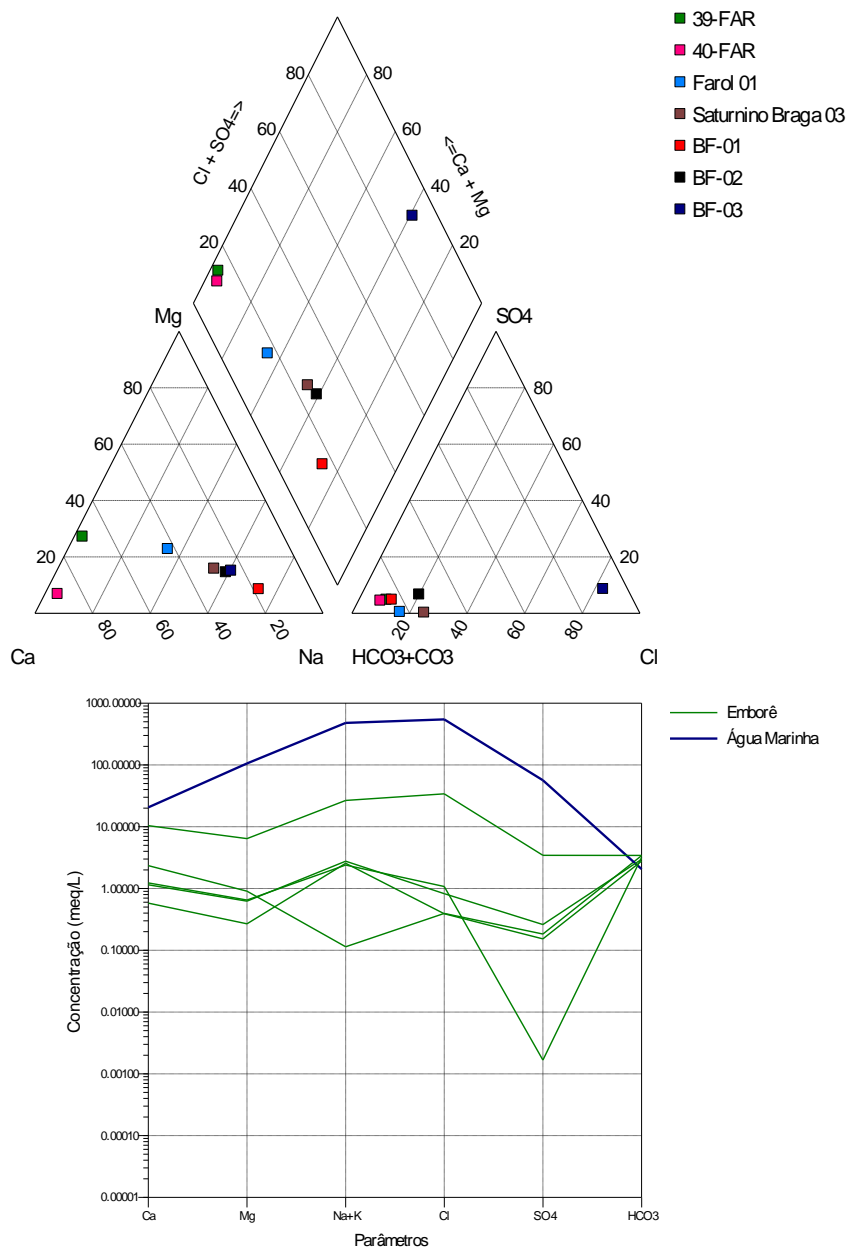 39-FAR
40-FAR
Farol 01
Saturnino Braga 03
BF-01
BF-02
BF-03
80 80
60 60
40 40
20 20
Cl + SO4=>
<=Ca + Mg
Mg SO4
80 80
60 60
40 40
20 20
80 60 40 20
20 40 60 80
Ca Na HCO3+CO3 Cl
Emborê
Água Marinha
1000.00000
100.00000
10.00000
1.00000
0.10000
0.01000
0.00100
0.00010
0.00001
Concentração (meq/L)
Ca Mg Na+K Cl SO4 HCO3
Parâmetros